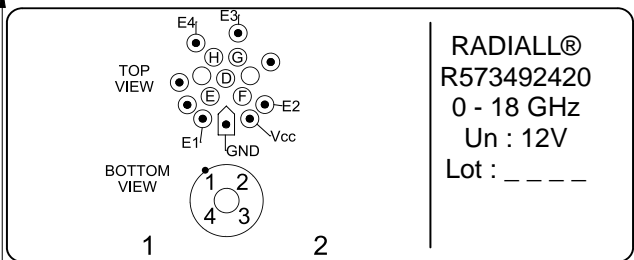 E4
E3
TOP
VIEW
H G
D
E F
E2
E1
Vcc
GND
BOTTOM
VIEW
1 2
4 3
1
2
RADIALL®
R573492420
0 - 18 GHz
Un : 12V
Lot : _ _ _ _